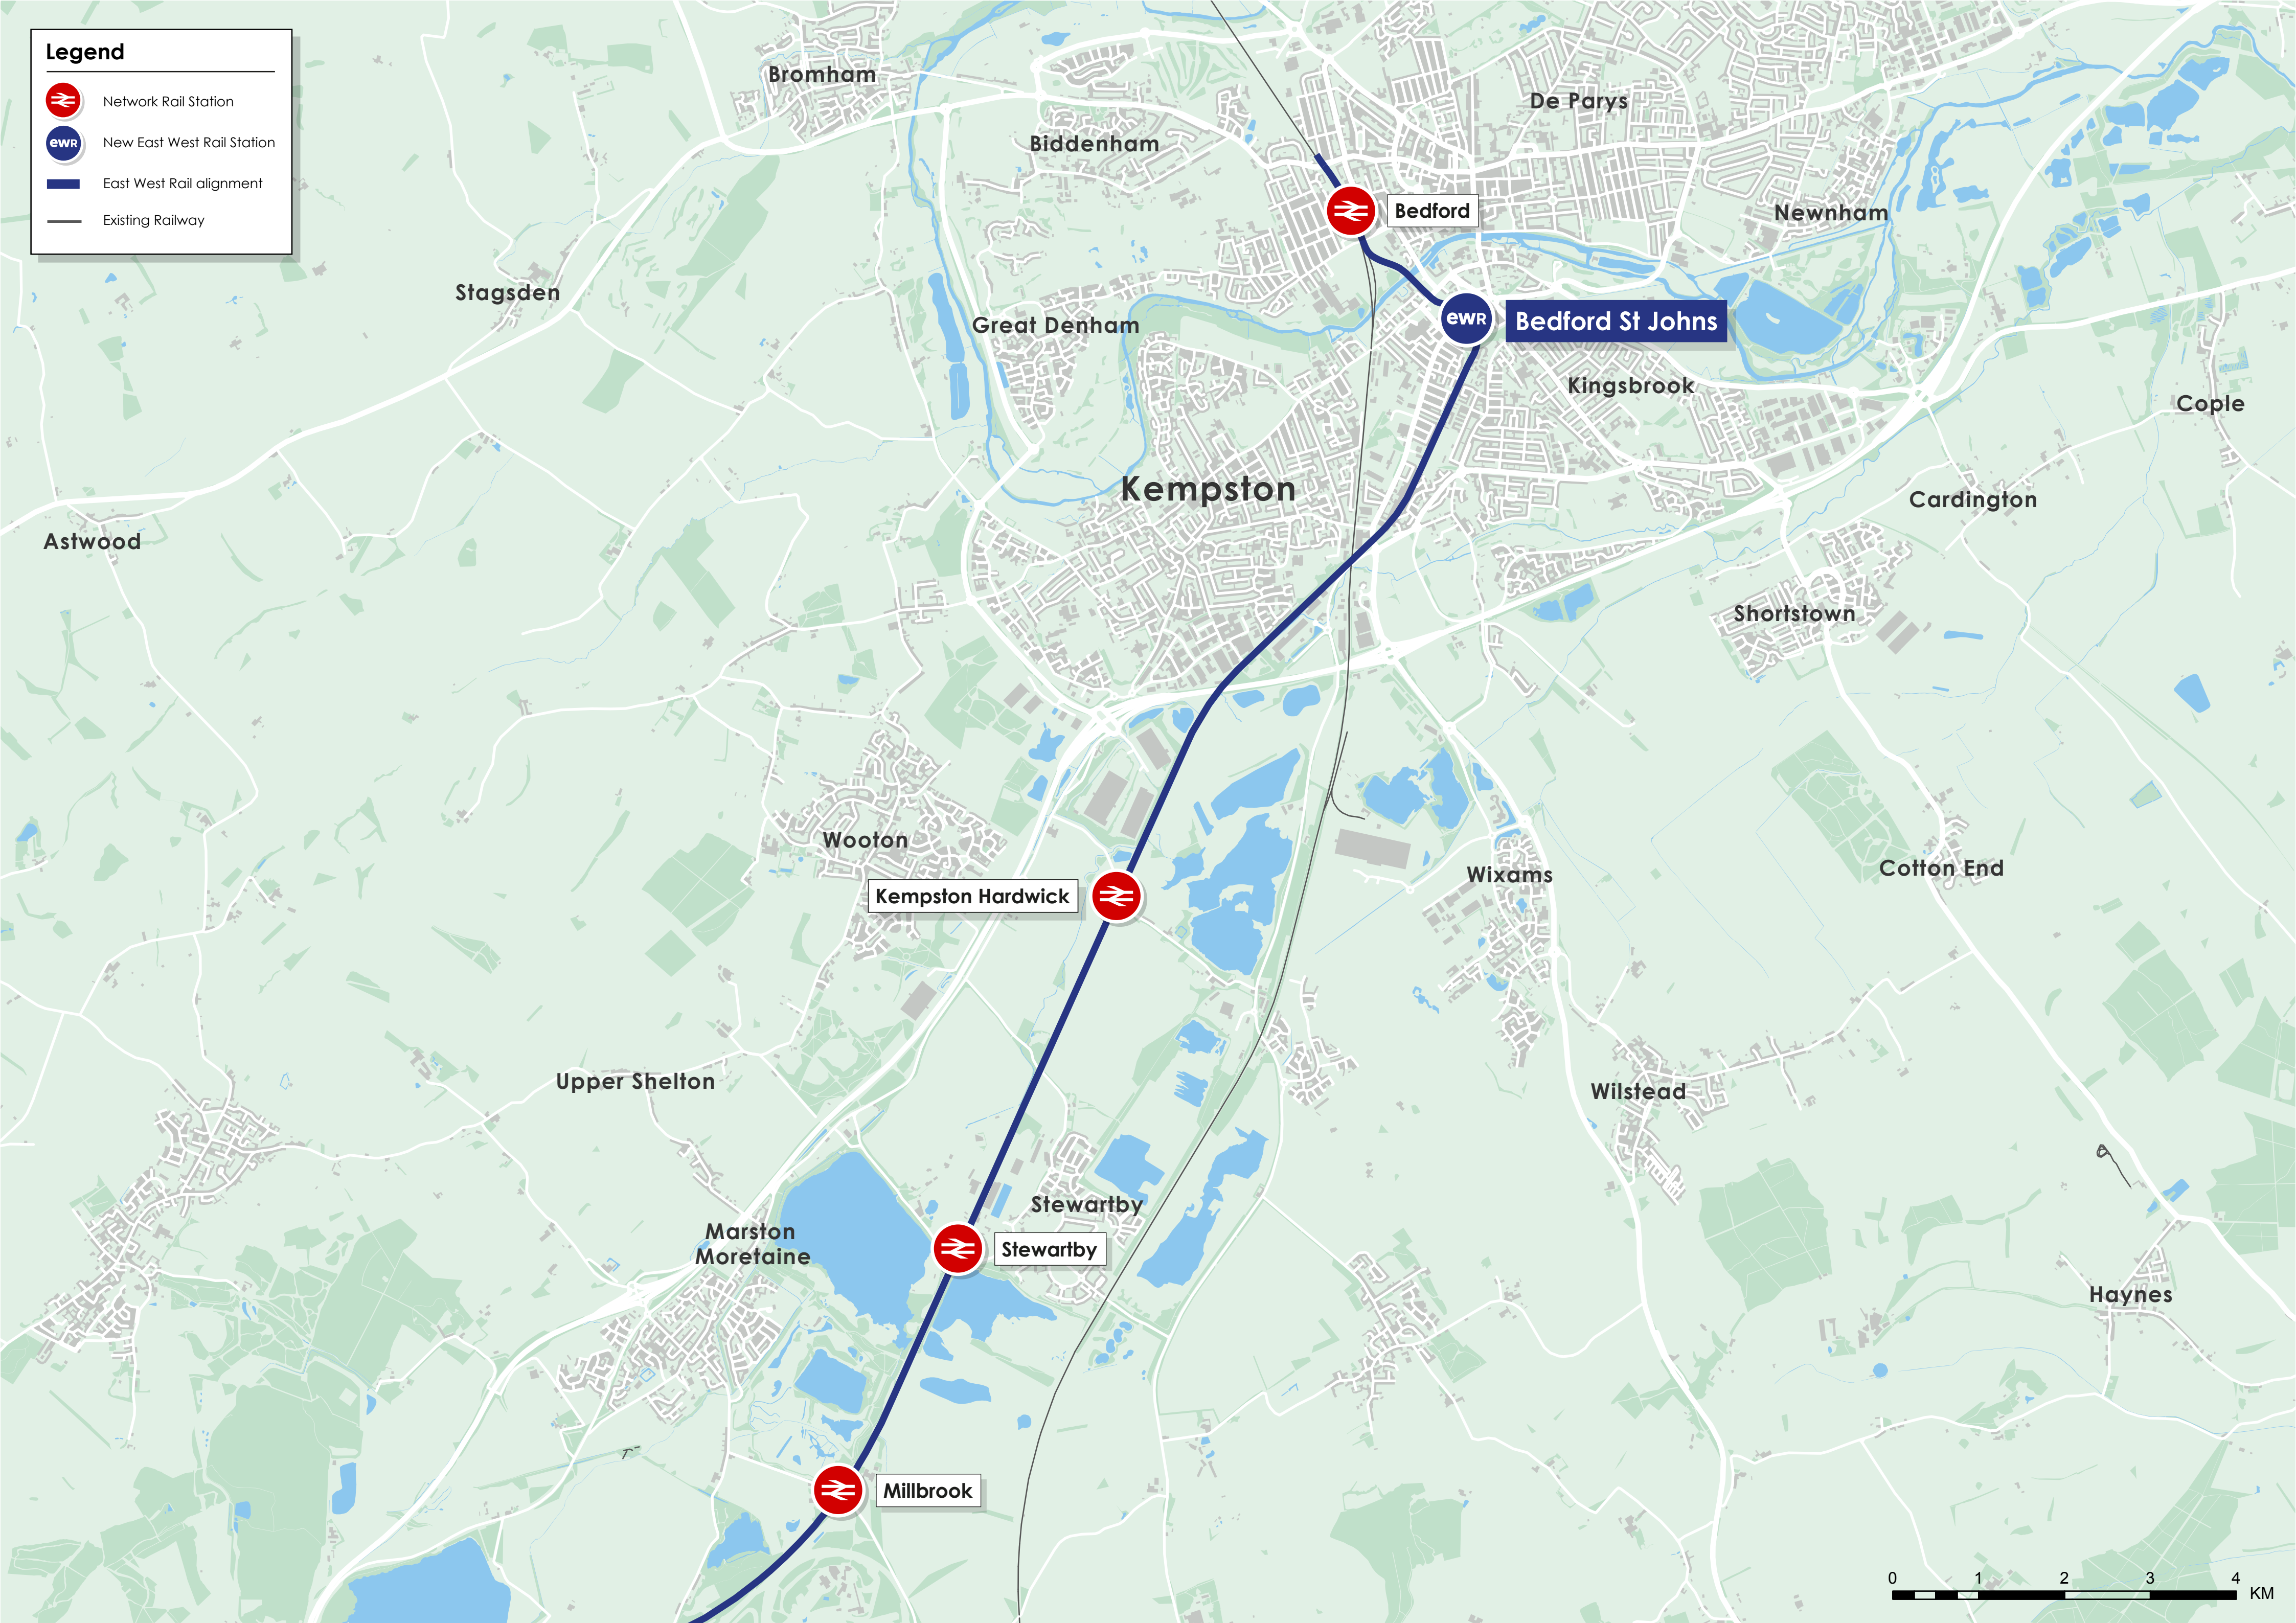 Legend
Network Rail Station
ewR
New East West Rail Station
East West Rail alignment
Existing Railway
Bromham
De Parys
Biddenham
Bedford
Newnham
Stagsden
Great Denham
ewR
Bedford St Johns
Kingsbrook
Cople
Kempston
Cardington
Astwood
Shortstown
Wooton
Cotton End
Wixams
Kempston Hardwick
Upper Shelton
Wilstead
Stewartby
Marston
Moretaine
Stewartby
Haynes
Millbrook
0 1 2 3 4
KM